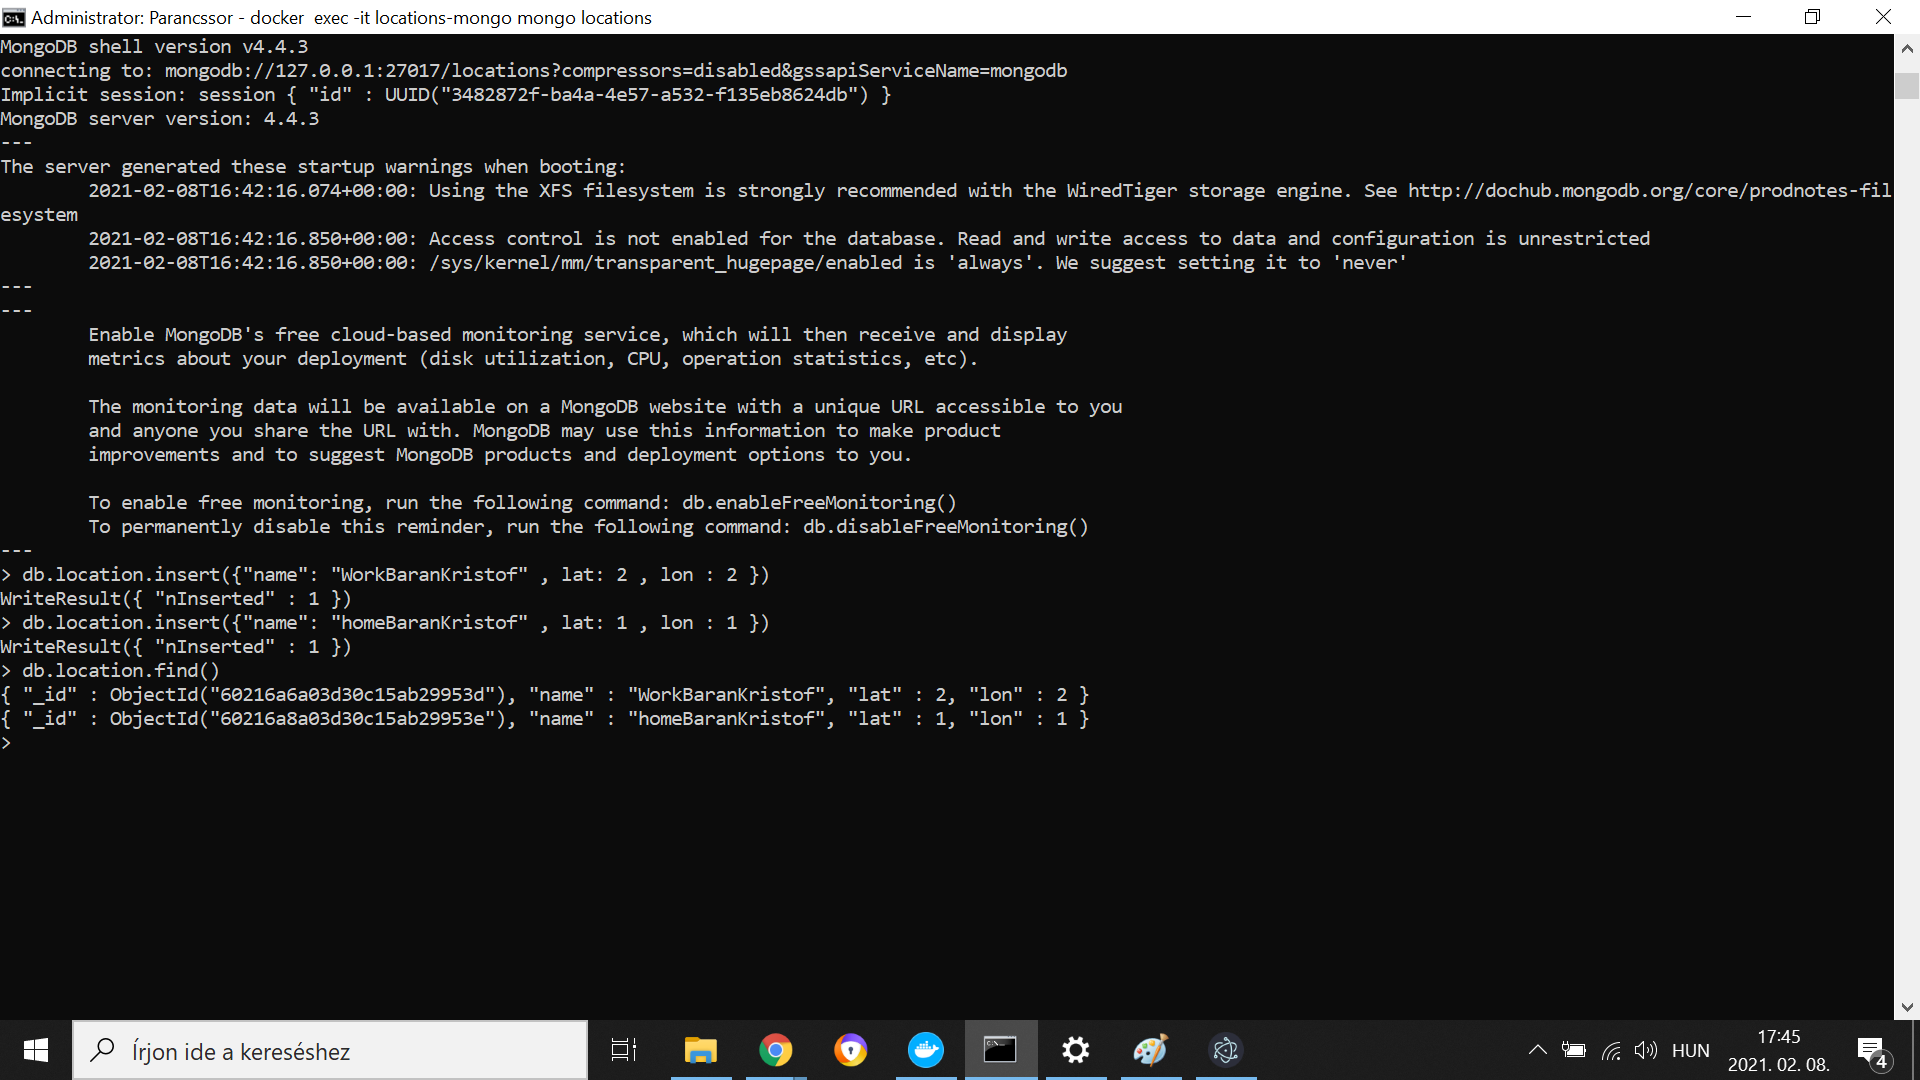 Administrator: Parancssor - docker  exec -it locations-mongo mongo locations
MongoDB shell version v4.4.3
connecting to: mongodb://127.0.0.1:27017/locations?compressors=disabled&gssapiServiceName=mongodb
Implicit session: session { "id" : UUID("3482872f-ba4a-4e57-a532-f135eb8624db") }
MongoDB server version: 4.4.3
---
The server generated these startup warnings when booting:
        2021-02-08T16:42:16.074+00:00: Using the XFS filesystem is strongly recommended with the WiredTiger storage engine. See http://dochub.mongodb.org/core/prodnotes-fil
esystem
        2021-02-08T16:42:16.850+00:00: Access control is not enabled for the database. Read and write access to data and configuration is unrestricted
        2021-02-08T16:42:16.850+00:00: /sys/kernel/mm/transparent_hugepage/enabled is 'always'. We suggest setting it to 'never'
---
---
        Enable MongoDB's free cloud-based monitoring service, which will then receive and display
        metrics about your deployment (disk utilization, CPU, operation statistics, etc).
        The monitoring data will be available on a MongoDB website with a unique URL accessible to you
        and anyone you share the URL with. MongoDB may use this information to make product
        improvements and to suggest MongoDB products and deployment options to you.
        To enable free monitoring, run the following command: db.enableFreeMonitoring()
        To permanently disable this reminder, run the following command: db.disableFreeMonitoring()
---
> db.location.insert({"name": "WorkBaranKristof" , lat: 2 , lon : 2 })
WriteResult({ "nInserted" : 1 })
> db.location.insert({"name": "homeBaranKristof" , lat: 1 , lon : 1 })
WriteResult({ "nInserted" : 1 })
> db.location.find()
{ "_id" : ObjectId("60216a6a03d30c15ab29953d"), "name" : "WorkBaranKristof", "lat" : 2, "lon" : 2 }
{ "_id" : ObjectId("60216a8a03d30c15ab29953e"), "name" : "homeBaranKristof", "lat" : 1, "lon" : 1 }
>
Írjon ide a kereséshez
HUN
17:45
2021. 02. 08.
4